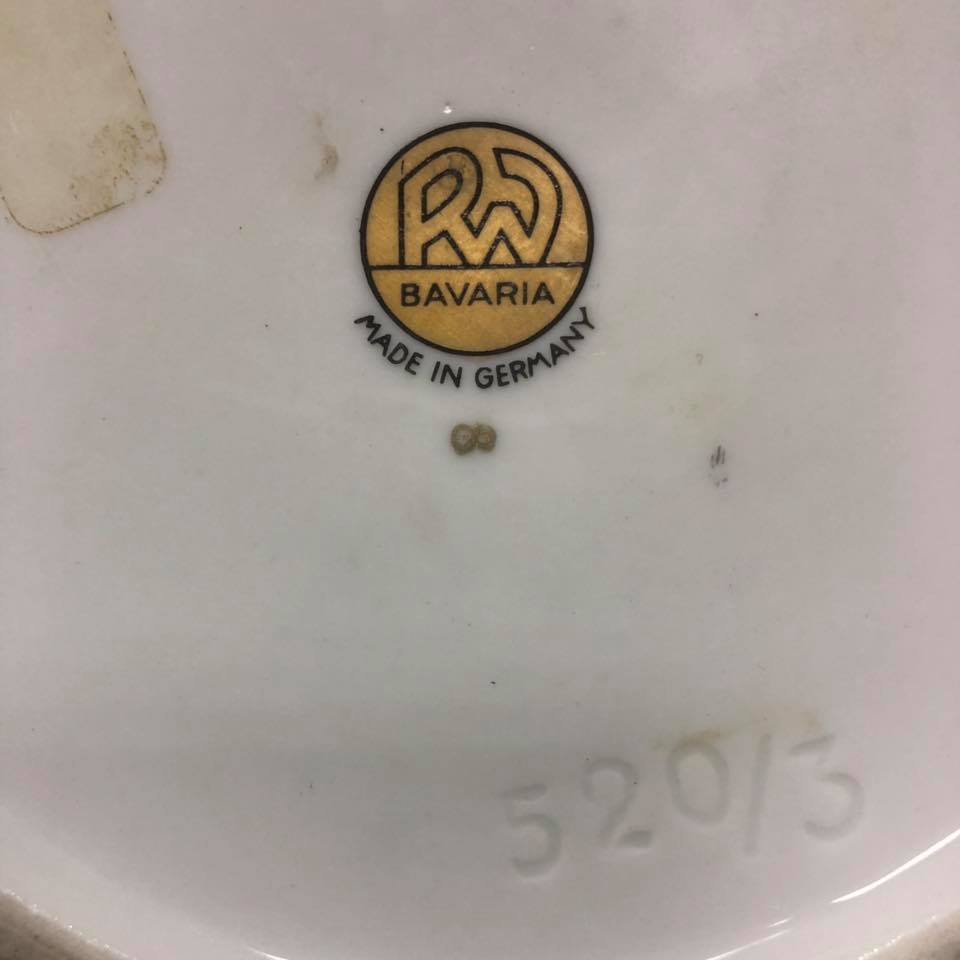 RW
BAVARIA
MADE IN GERMANY
520/3